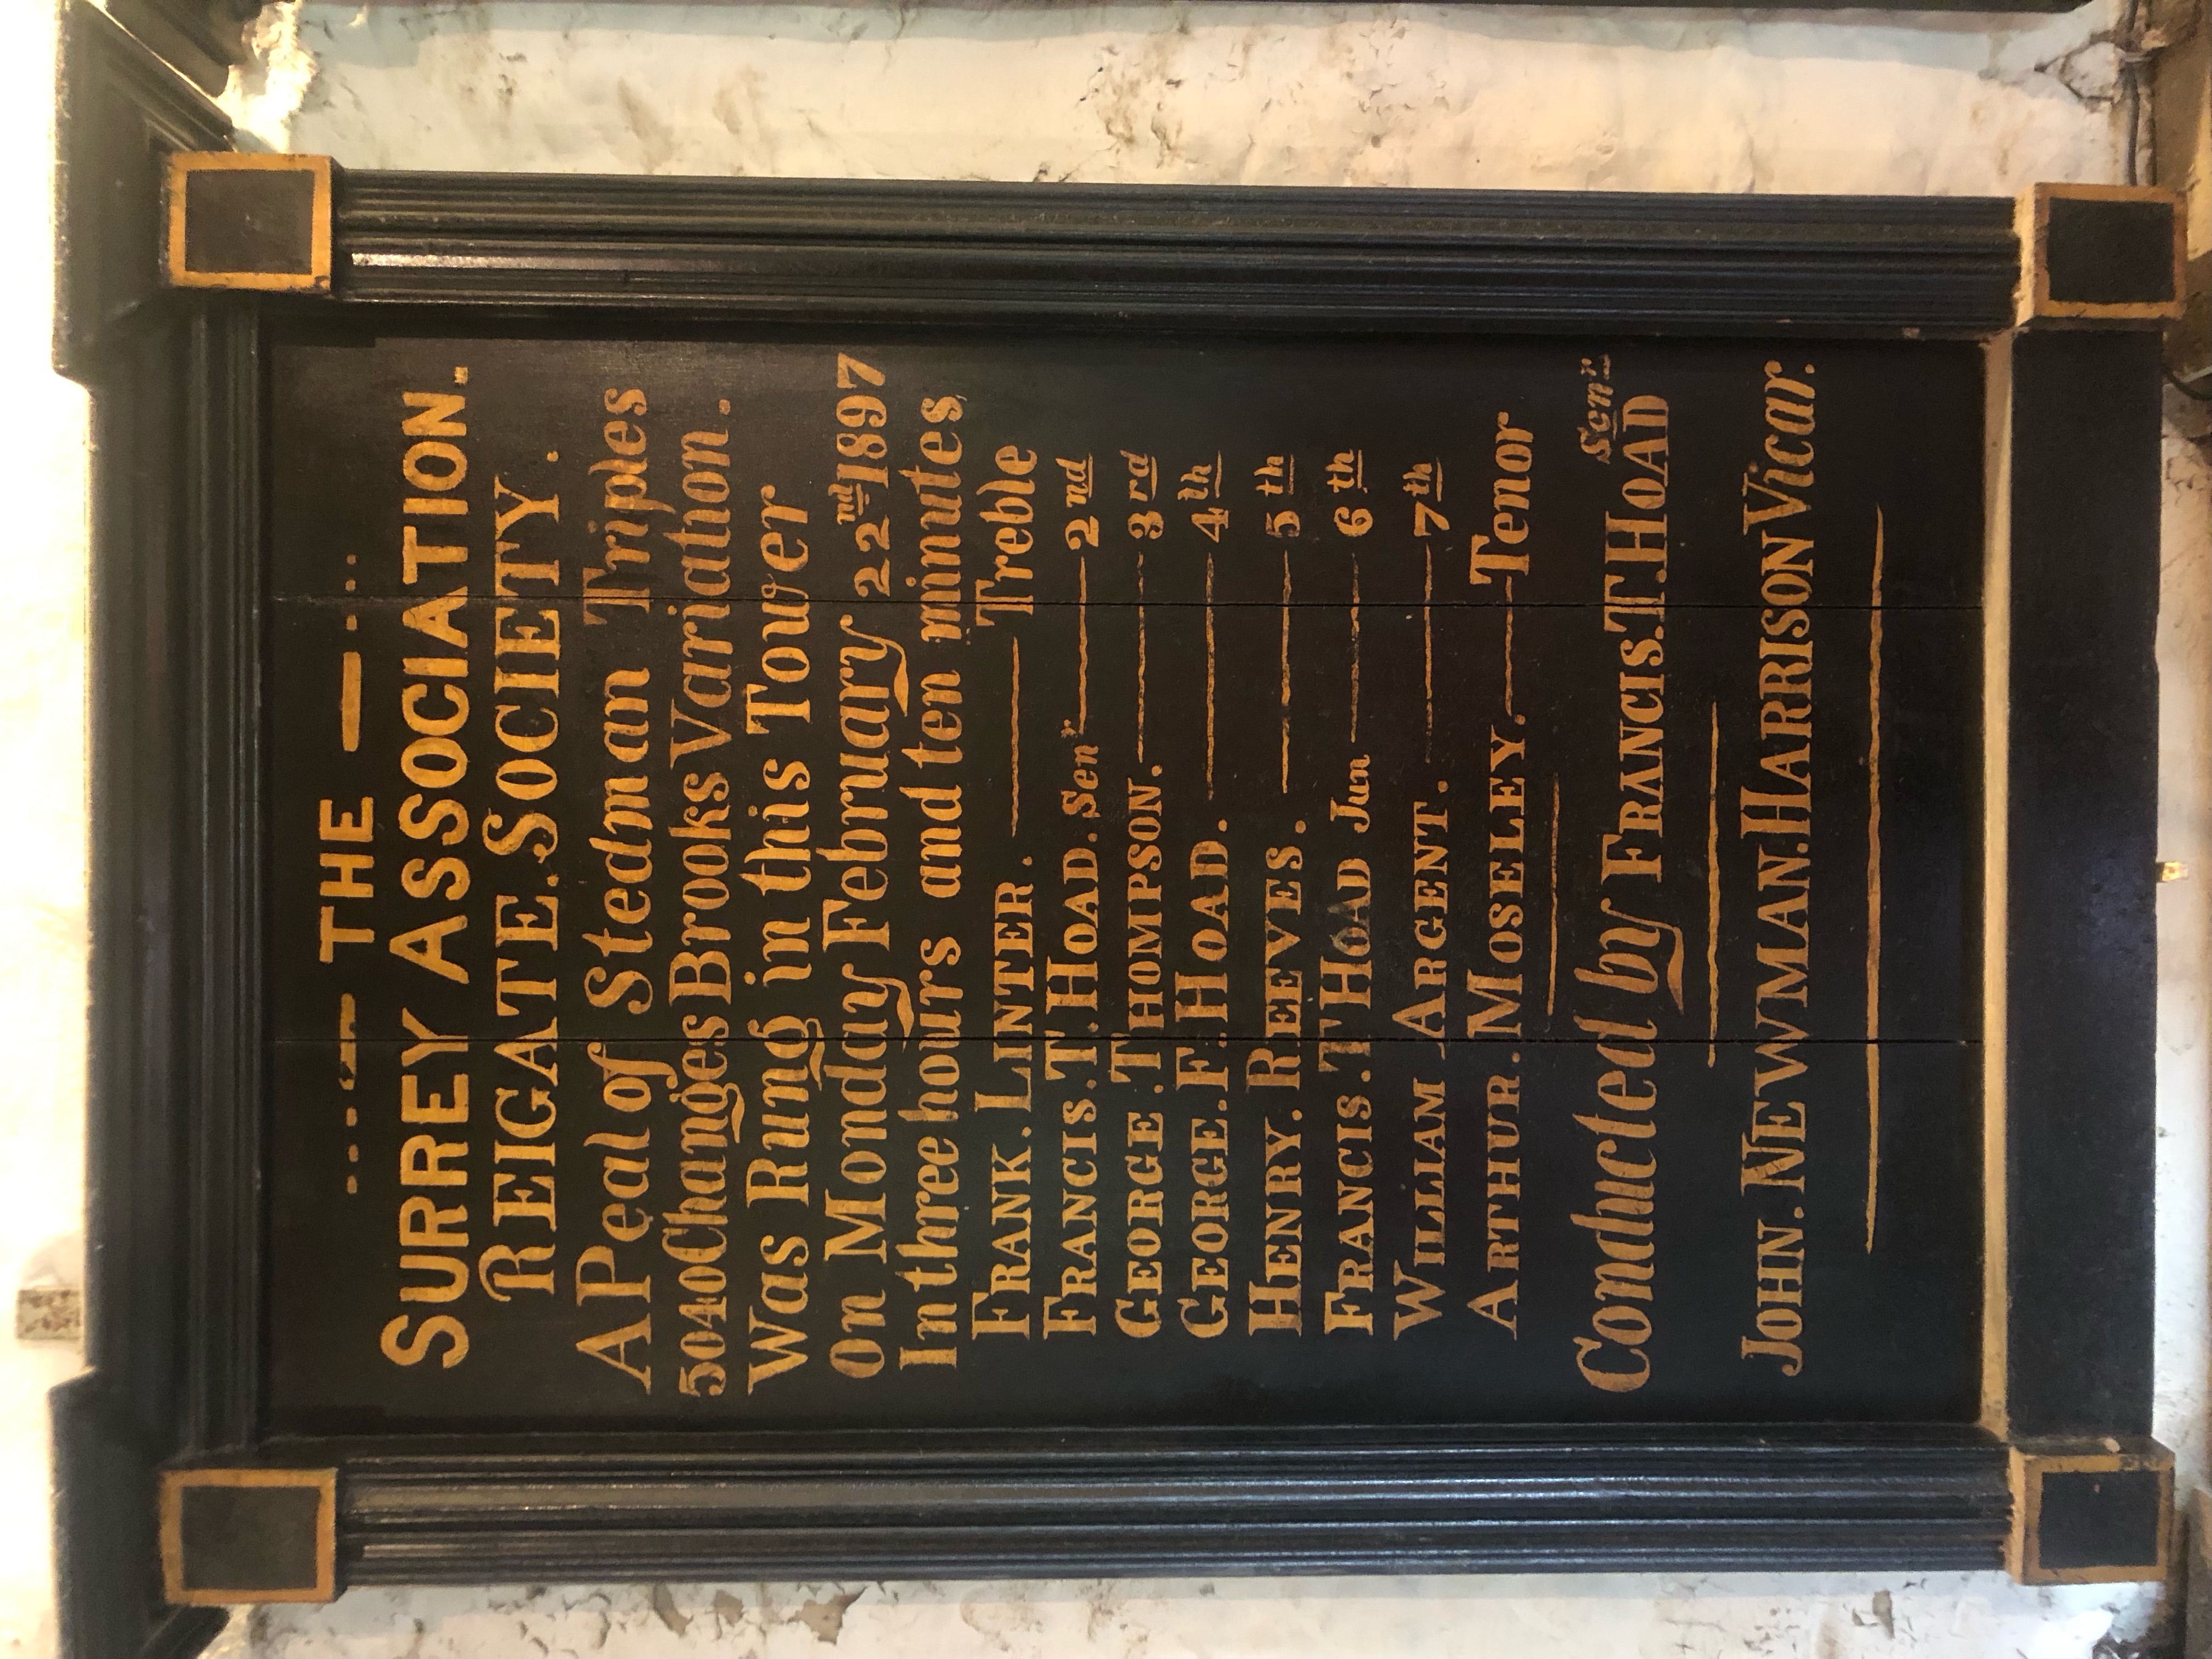 THE
SURREY ASSOCIATION.
REIGATE. SOCIETY.
A Peal of Stedman Triples
5040 Changes Brooks Variation.
Was Rung in this Tower
On Monday February 22nd 1897
In three hours and ten minutes,
FRANK. LINTER. Treble
FRANCIS. T. HOAD. Senr 2nd
GEORGE. THOMPSON. 3rd
GEORGE. F. HOAD. 4th
HENRY. REEVES. 5th
FRANCIS. T HOAD Jun 6th
WILLIAM ARGENT. 7th
ARTHUR. MOSELEY. Tenor
Conducted by FRANCIS. T. HOAD Senr
JOHN. NEWMAN. HARRISON Vicar.